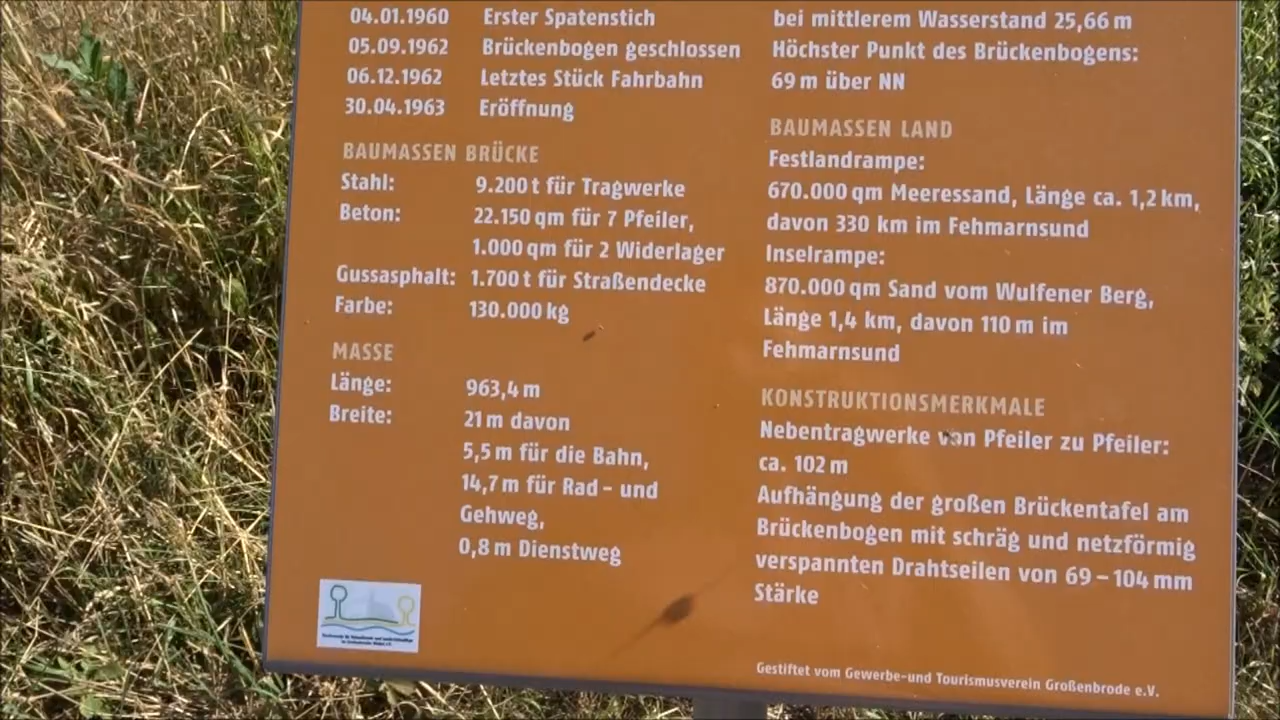 04.01.1960 Erster Spatenstich
05.09.1962 Brückenbogen geschlossen
06.12.1962 Letztes Stück Fahrbahn
30.04.1963 Eröffnung
BAUMASSEN BRÜCKE
Stahl: 9.200 t für Tragwerke
Beton: 22.150 qm für 7 Pfeiler,
1.000 qm für 2 Widerlager
Gussasphalt: 1.700 t für Straßendecke
Farbe: 130.000 kg
MASSE
Länge: 963,4 m
Breite: 21 m davon
5,5 m für die Bahn,
14,7 m für Rad - und
Gehweg,
0,8 m Dienstweg
bei mittlerem Wasserstand 25,66 m
Höchster Punkt des Brückenbogens:
69 m über NN
BAUMASSEN LAND
Festlandrampe:
670.000 qm Meeressand, Länge ca. 1,2 km,
davon 330 km im Fehmarnsund
Inselrampe:
870.000 qm Sand vom Wulfener Berg,
Länge 1,4 km, davon 110 m im
Fehmarnsund
KONSTRUKTIONSMERKMALE
Nebentragwerke von Pfeiler zu Pfeiler:
ca. 102 m
Aufhängung der großen Brückentafel am
Brückenbogen mit schräg und netzförmig
verspannten Drahtseilen von 69 – 104 mm
Stärke
Gestiftet vom Gewerbe-und Tourismusverein Großenbrode e.V.